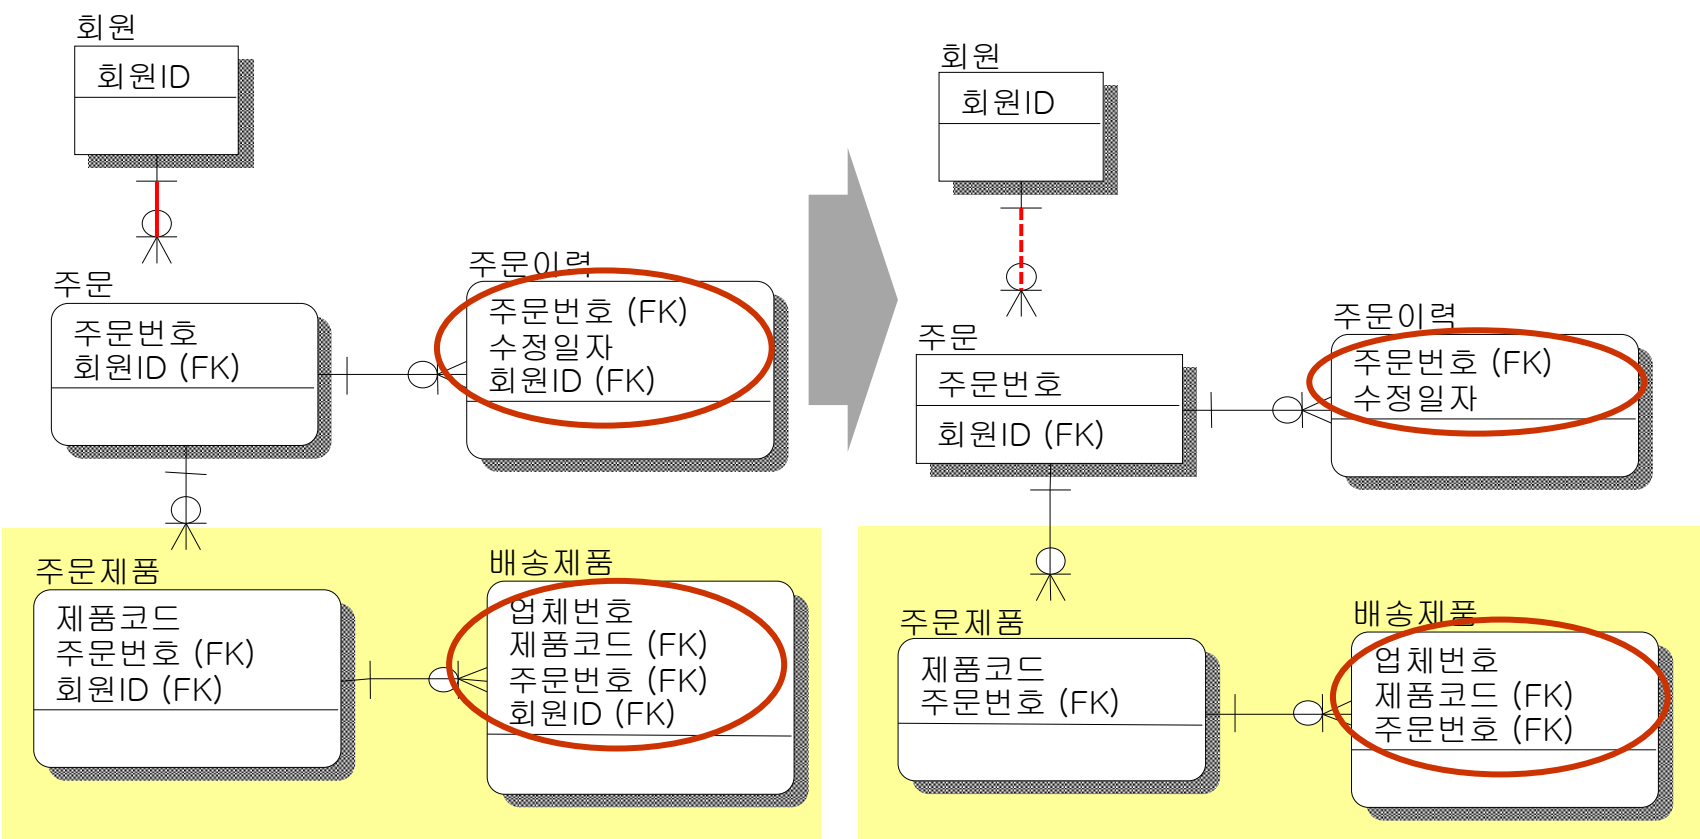 회원
회원ID
주문
주문번호
회원ID (FK)
주문이력
주문번호 (FK)
수정일자
회원ID (FK)
주문제품
제품코드
주문번호 (FK)
회원ID (FK)
배송제품
업체번호
제품코드 (FK)
주문번호 (FK)
회원ID (FK)
회원
회원ID
주문
주문번호
회원ID (FK)
주문이력
주문번호 (FK)
수정일자
주문제품
제품코드
주문번호 (FK)
배송제품
업체번호
제품코드 (FK)
주문번호 (FK)